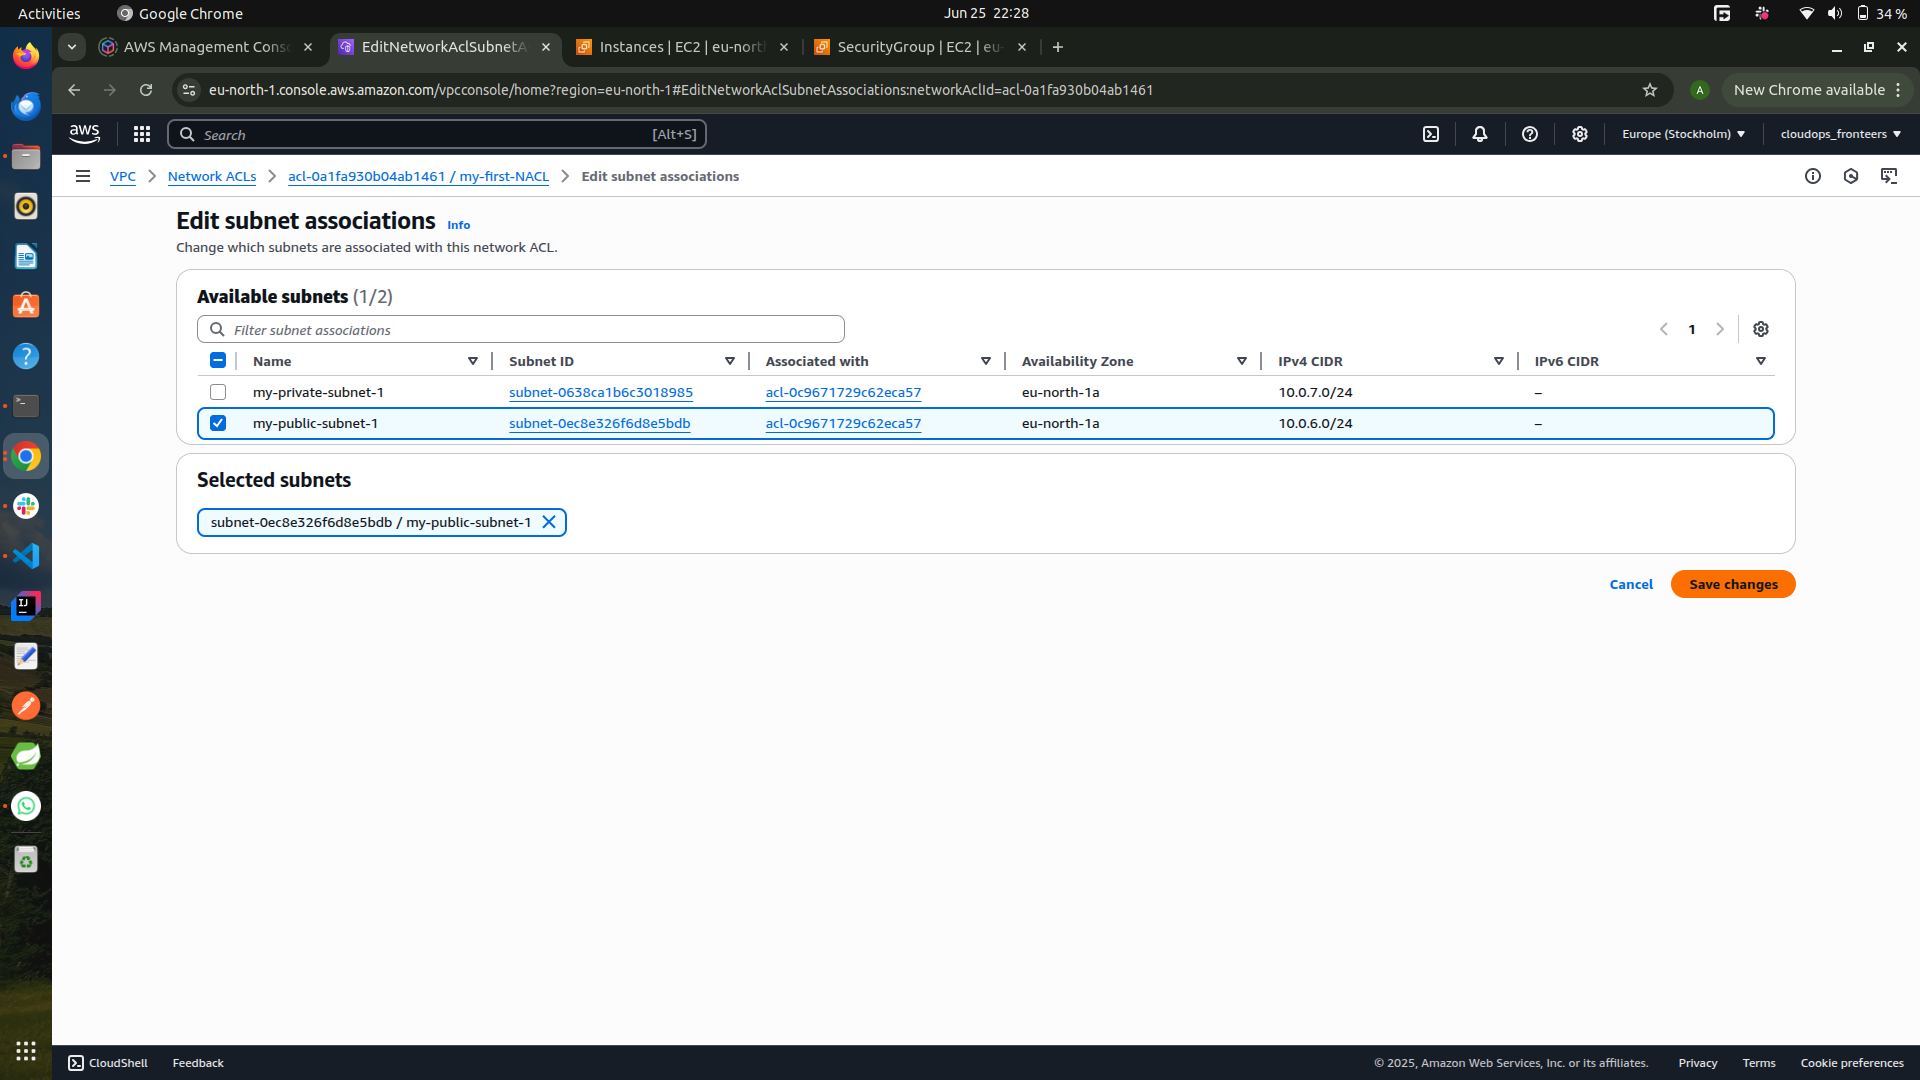 Activities
Google Chrome
Jun 25 22:28
34 %
AWS Management Cons
EditNetworkAclSubnetA
Instances | EC2 | eu-nort
SecurityGroup | EC2 | eu-
eu-north-1.console.aws.amazon.com/vpcconsole/home?region=eu-north-1#EditNetworkAclSubnetAssociations:networkAclId=acl-0a1fa930b04ab1461
A
New Chrome available
aws
Search
[Alt+S]
Europe (Stockholm)
cloudops_fronteers
VPC
Network ACLs
acl-0a1fa930b04ab1461 / my-first-NACL
Edit subnet associations
Edit subnet associations Info
Change which subnets are associated with this network ACL.
Available subnets (1/2)
Filter subnet associations
1
Name Subnet ID Associated with Availability Zone IPv4 CIDR IPv6 CIDR
my-private-subnet-1 subnet-0638ca1b6c3018985 acl-0c9671729c62eca57 eu-north-1a 10.0.7.0/24 –
my-public-subnet-1 subnet-0ec8e326f6d8e5bdb acl-0c9671729c62eca57 eu-north-1a 10.0.6.0/24 –
Selected subnets
subnet-0ec8e326f6d8e5bdb / my-public-subnet-1
Cancel
Save changes
IJ
CloudShell
Feedback
© 2025, Amazon Web Services, Inc. or its affiliates.
Privacy
Terms
Cookie preferences